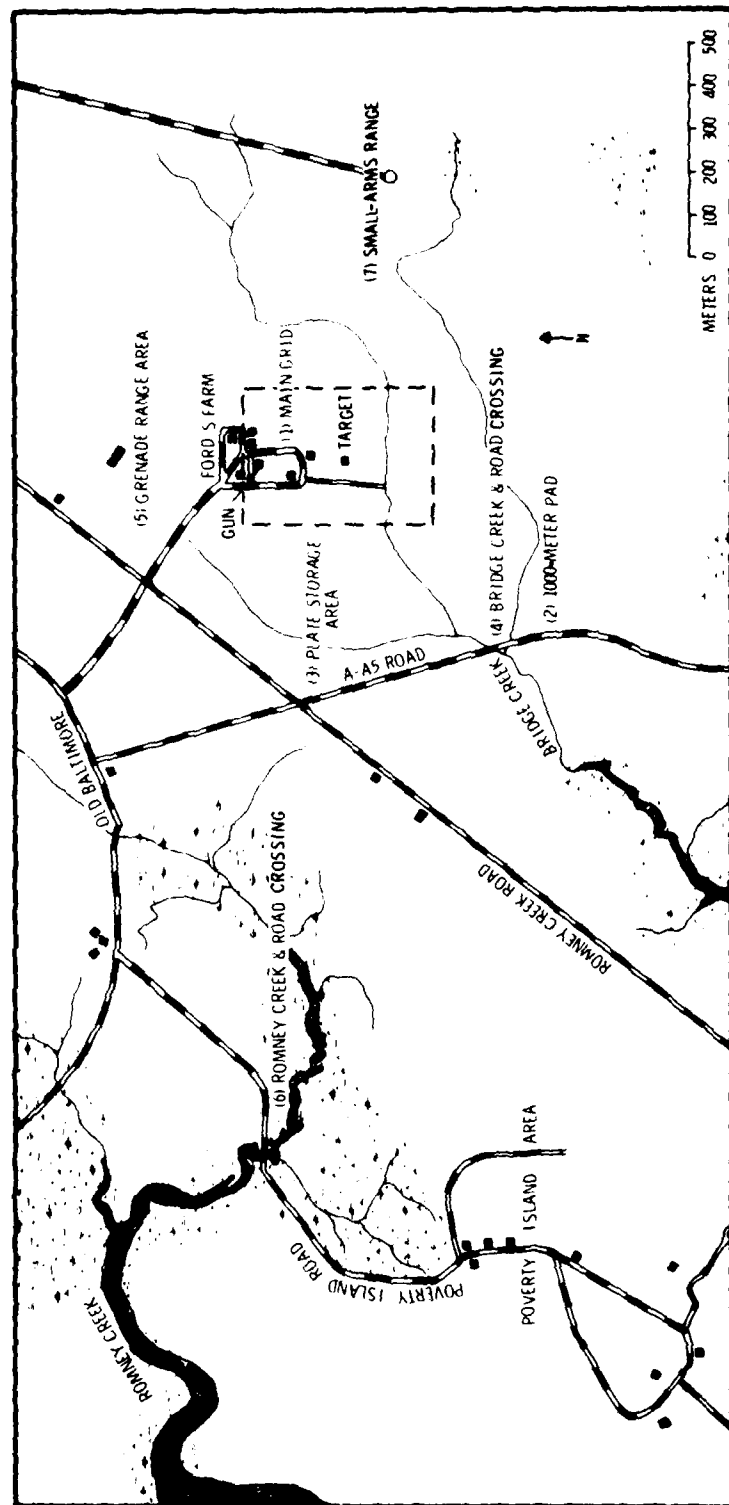 OLD BALTIMORE
(5) GRENADE RANGE AREA
FORD S FARM
GUN
(1) MAIN GRID
TARGET
(3) PLATE STORAGE
AREA
A-A5 ROAD
(7) SMALL-ARMS RANGE
(4) BRIDGE CREEK & ROAD CROSSING
(2) 1000-METER PAD
BRIDGE CREEK
N
METERS 0 100 200 300 400 500
ROMNEY CREEK ROAD
(6) ROMNEY CREEK & ROAD CROSSING
ROMNEY CREEK
POVERTY ISLAND
ROAD
POVERTY ISLAND AREA